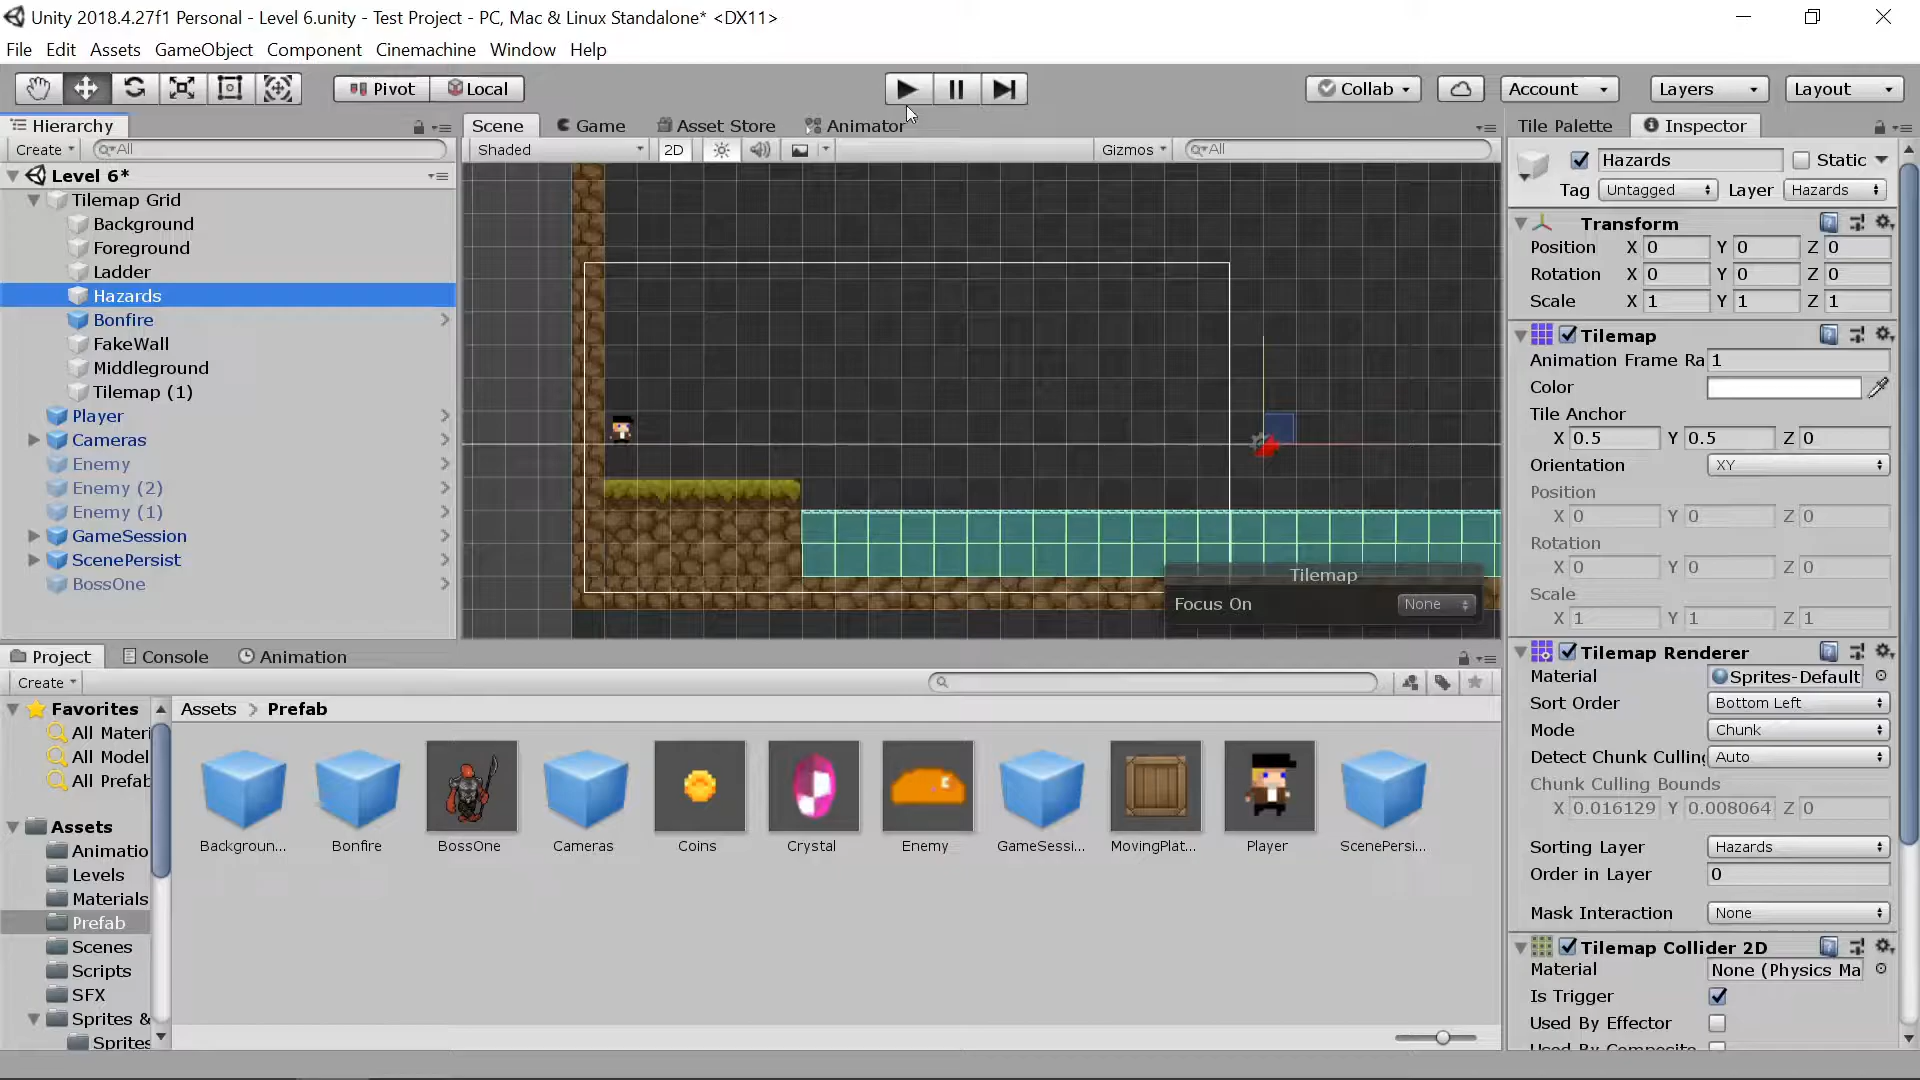 Unity 2018.4.27f1 Personal - Level 6.unity - Test Project - PC, Mac & Linux Standalone* <DX11>
File Edit Assets GameObject Component Cinemachine Window Help
Pivot Local Collab Account Layers Layout
Hierarchy
Create All
Level 6*
Tilemap Grid
Background
Foreground
Ladder
Hazards
Bonfire
FakeWall
Middleground
Tilemap (1)
Player
Cameras
Enemy
Enemy (2)
Enemy (1)
GameSession
ScenePersist
BossOne
Scene Game Asset Store Animator
Shaded 2D Gizmos All
Tilemap
Focus On None
Project Console Animation
Create
Favorites
All Materi
All Model
All Prefab
Assets
Animatio
Levels
Materials
Prefab
Scenes
Scripts
SFX
Sprites &
Sprites
Assets > Prefab
Backgroun... Bonfire BossOne Cameras Coins Crystal Enemy GameSessi... MovingPlat... Player ScenePersi...
Tile Palette Inspector
Hazards Static
Tag Untagged Layer Hazards
Transform
Position X 0 Y 0 Z 0
Rotation X 0 Y 0 Z 0
Scale X 1 Y 1 Z 1
Tilemap
Animation Frame Ra 1
Color
Tile Anchor
X 0.5 Y 0.5 Z 0
Orientation XY
Position
X 0 Y 0 Z 0
Rotation
X 0 Y 0 Z 0
Scale
X 1 Y 1 Z 1
Tilemap Renderer
Material Sprites-Default
Sort Order Bottom Left
Mode Chunk
Detect Chunk Culling Auto
Chunk Culling Bounds
X 0.016129 Y 0.008064 Z 0
Sorting Layer Hazards
Order in Layer 0
Mask Interaction None
Tilemap Collider 2D
Material None (Physics Ma
Is Trigger
Used By Effector
Used By Composite